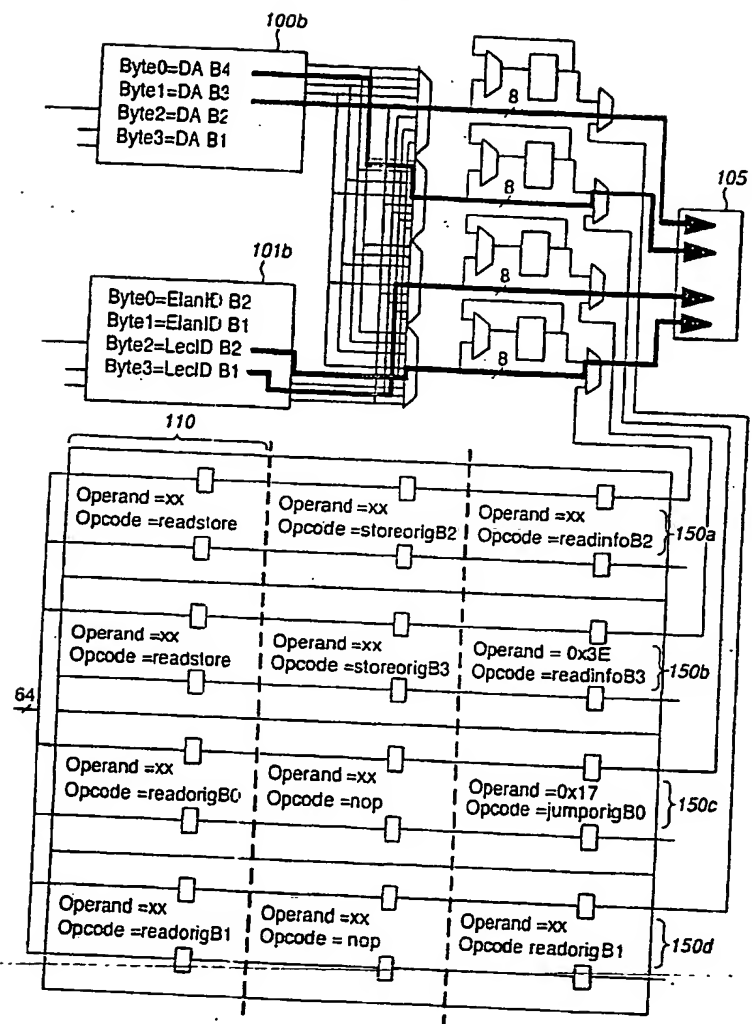 100b
Byte0=DA B4
Byte1=DA B3
Byte2=DA B2
Byte3=DA B1
8
8
8
8
105
101b
Byte0=ElanID B2
Byte1=ElanID B1
Byte2=LecID B2
Byte3=LecID B1
110
Operand =xx
Opcode =readstore
Operand =xx
Opcode =storeorigB2
Operand =xx
Opcode =readinfoB2
150a
Operand =xx
Opcode =readstore
Operand =xx
Opcode =storeorigB3
Operand = 0x3E
Opcode =readinfoB3
150b
64
Operand =xx
Opcode =readorigB0
Operand =xx
Opcode =nop
Operand =0x17
Opcode =jumporigB0
150c
Operand =xx
Opcode =readorigB1
Operand =xx
Opcode = nop
Operand =xx
Opcode readorigB1
150d